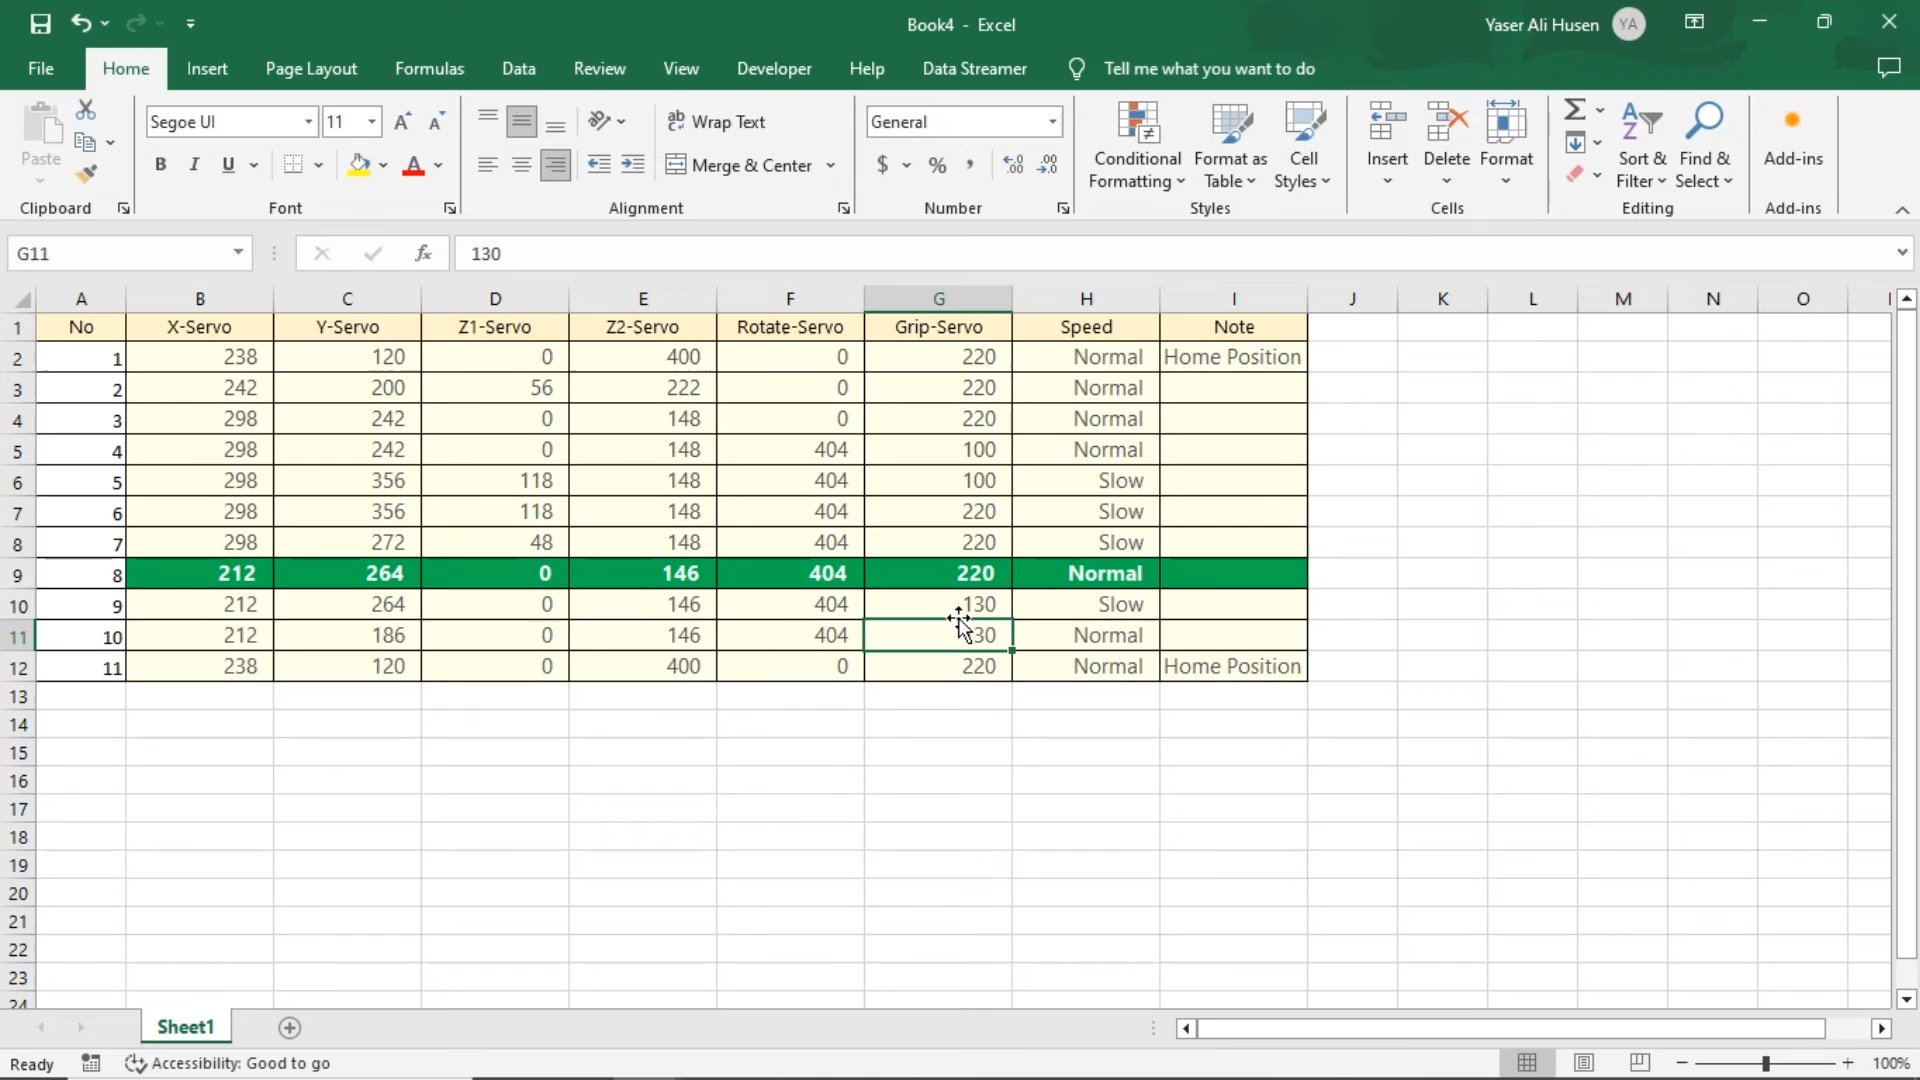 Book4 - Excel
Yaser Ali Husen YA
File Home Insert Page Layout Formulas Data Review View Developer Help Data Streamer Tell me what you want to do
Paste
Clipboard
Segoe UI 11 A A
B I U A
Font
ab Wrap Text
Merge & Center
Alignment
General
$ % ,
Number
Conditional Formatting
Format as Table
Cell Styles
Styles
Insert Delete Format
Cells
Sort & Filter
Find & Select
Editing
Add-ins
Add-ins
G11 fx 130
A B C D E F G H I J K L M N O
1 No X-Servo Y-Servo Z1-Servo Z2-Servo Rotate-Servo Grip-Servo Speed Note
2 1 238 120 0 400 0 220 Normal Home Position
3 2 242 200 56 222 0 220 Normal
4 3 298 242 0 148 0 220 Normal
5 4 298 242 0 148 404 100 Normal
6 5 298 356 118 148 404 100 Slow
7 6 298 356 118 148 404 220 Slow
8 7 298 272 48 148 404 220 Slow
9 8 212 264 0 146 404 220 Normal
10 9 212 264 0 146 404 130 Slow
11 10 212 186 0 146 404 130 Normal
12 11 238 120 0 400 0 220 Normal Home Position
13
14
15
16
17
18
19
20
21
22
23
24
Sheet1
Ready Accessibility: Good to go 100%